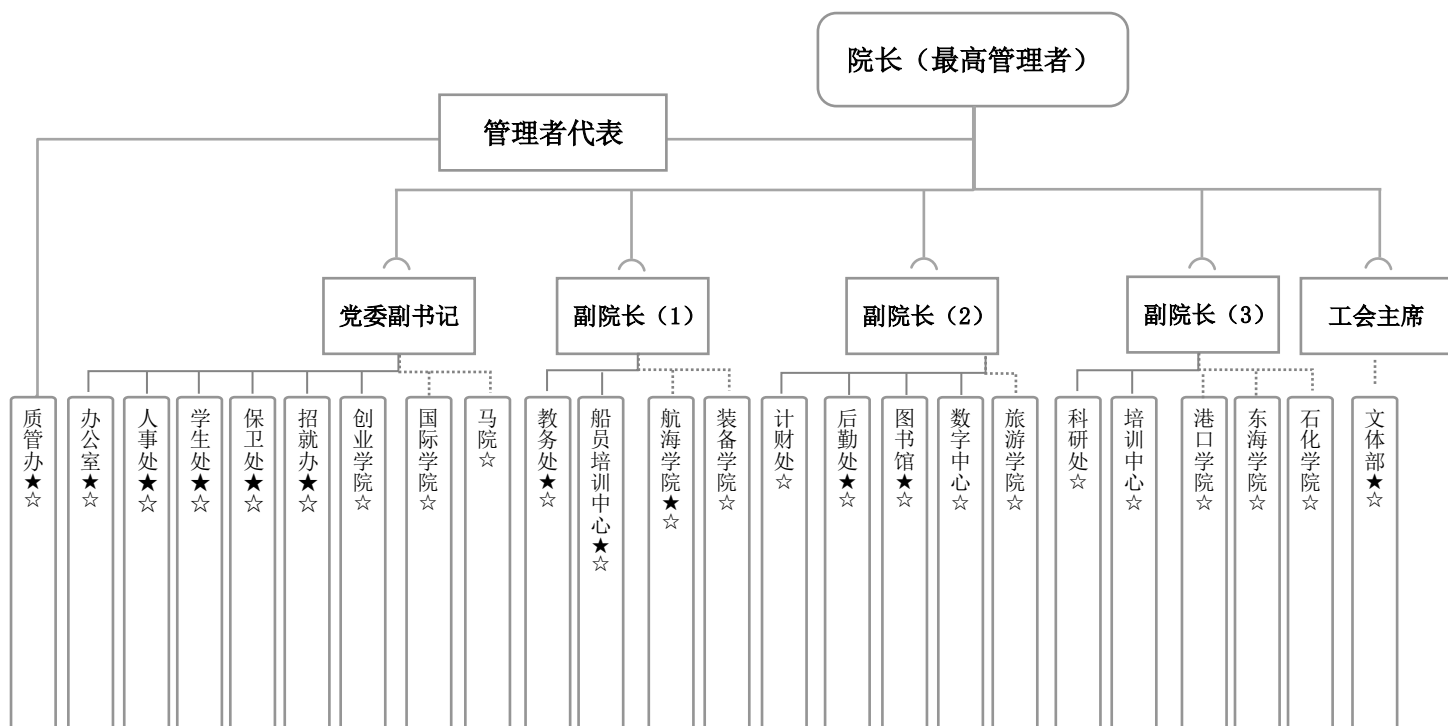 院长（最高管理者）
管理者代表
党委副书记
副院长（1）
副院长（2）
副院长（3）
工会主席
质管办★☆
办公室★☆
人事处★☆
学生处★☆
保卫处★☆
招就办★☆
创业学院☆
国际学院☆
马院☆
教务处★☆
船员培训中心★☆
航海学院★☆
装备学院☆
计财处☆
后勤处★☆
图书馆★☆
数字中心☆
旅游学院☆
科研处☆
培训中心☆
港口学院☆
东海学院☆
石化学院☆
文体部★☆